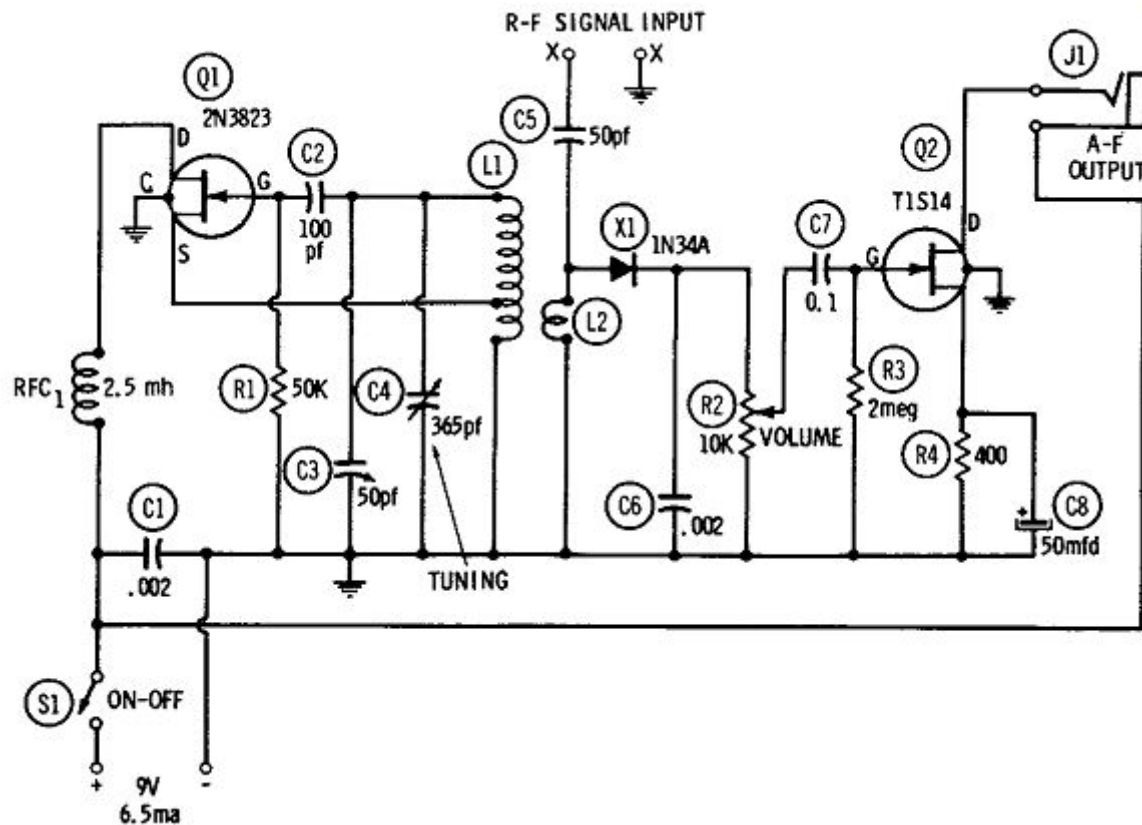 R-F SIGNAL INPUT
X
X
J1
Q1
2N3823
D
C2
C5
50pf
L1
Q2
A-F
OUTPUT
C
G
T1S14
D
S
100
pf
X1
1N34A
C7
G
0.1
L2
RFC1
2.5 mh
R1
50K
C4
365pf
R2
10K
VOLUME
R3
2meg
R4
400
C3
50pf
C1
.002
C6
.002
+
C8
50mfd
TUNING
S1
ON-OFF
+
-
9V
6.5ma